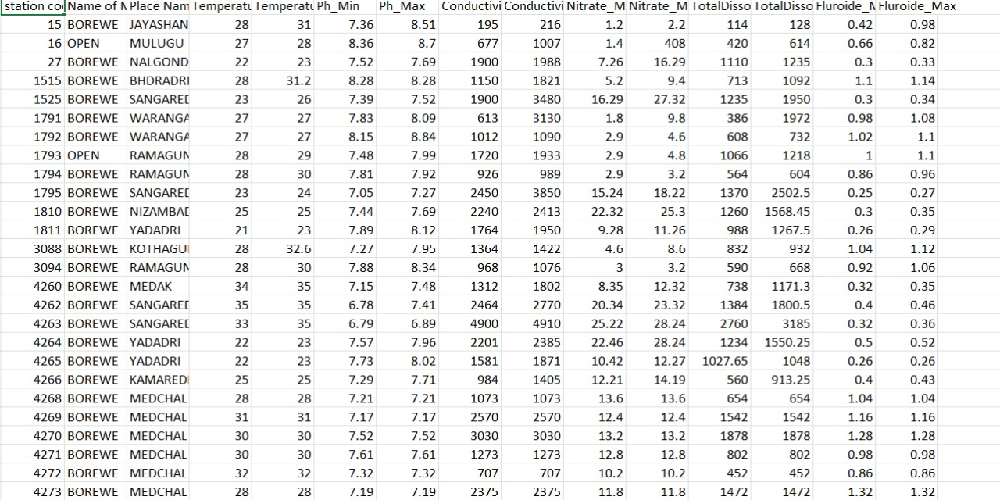 station co Name of M Place Nam Temperatu Temperatu Ph_Min Ph_Max Conductivi Conductivi Nitrate_M Nitrate_M TotalDisso TotalDisso Fluroide_M Fluroide_Max
15 BOREWE JAYASHAN 28 31 7.36 8.51 195 216 1.2 2.2 114 128 0.42 0.98
16 OPEN MULUGU 27 28 8.36 8.7 677 1007 1.4 408 420 614 0.66 0.82
27 BOREWE NALGOND 22 23 7.52 7.69 1900 1988 7.26 16.29 1110 1235 0.3 0.33
1515 BOREWE BHDRADRI 28 31.2 8.28 8.28 1150 1821 5.2 9.4 713 1092 1.1 1.14
1525 BOREWE SANGARED 23 26 7.39 7.52 1900 3480 16.29 27.32 1235 1950 0.3 0.34
1791 BOREWE WARANGA 27 27 7.83 8.09 613 3130 1.8 9.8 386 1972 0.98 1.08
1792 BOREWE WARANGA 27 27 8.15 8.84 1012 1090 2.9 4.6 608 732 1.02 1.1
1793 OPEN RAMAGUN 28 29 7.48 7.99 1720 1933 2.9 4.8 1066 1218 1 1.1
1794 BOREWE RAMAGUN 28 30 7.81 7.92 926 989 2.9 3.2 564 604 0.86 0.96
1795 BOREWE SANGARED 23 24 7.05 7.27 2450 3850 15.24 18.22 1370 2502.5 0.25 0.27
1810 BOREWE NIZAMBAD 25 25 7.44 7.69 2240 2413 22.32 25.3 1260 1568.45 0.3 0.35
1811 BOREWE YADADRI 21 23 7.89 8.12 1764 1950 9.28 11.26 988 1267.5 0.26 0.29
3088 BOREWE KOTHAGU 28 32.6 7.27 7.95 1364 1422 4.6 8.6 832 932 1.04 1.12
3094 BOREWE RAMAGUN 28 30 7.88 8.34 968 1076 3 3.2 590 668 0.92 1.06
4260 BOREWE MEDAK 34 35 7.15 7.48 1312 1802 8.35 12.32 738 1171.3 0.32 0.35
4262 BOREWE SANGARED 35 35 6.78 7.41 2464 2770 20.34 23.32 1384 1800.5 0.4 0.46
4263 BOREWE SANGARED 33 35 6.79 6.89 4900 4910 25.22 28.24 2760 3185 0.32 0.36
4264 BOREWE YADADRI 22 23 7.57 7.96 2201 2385 22.46 28.24 1234 1550.25 0.5 0.52
4265 BOREWE YADADRI 22 23 7.73 8.02 1581 1871 10.42 12.27 1027.65 1048 0.26 0.26
4266 BOREWE KAMARED 25 25 7.29 7.71 984 1405 12.21 14.19 560 913.25 0.4 0.43
4268 BOREWE MEDCHAL 28 28 7.21 7.21 1073 1073 13.6 13.6 654 654 1.04 1.04
4269 BOREWE MEDCHAL 31 31 7.17 7.17 2570 2570 12.4 12.4 1542 1542 1.16 1.16
4270 BOREWE MEDCHAL 30 30 7.52 7.52 3030 3030 13.2 13.2 1878 1878 1.28 1.28
4271 BOREWE MEDCHAL 30 30 7.61 7.61 1273 1273 12.8 12.8 802 802 0.98 0.98
4272 BOREWE MEDCHAL 32 32 7.32 7.32 707 707 10.2 10.2 452 452 0.86 0.86
4273 BOREWE MEDCHAL 28 28 7.19 7.19 2375 2375 11.8 11.8 1472 1472 1.32 1.32